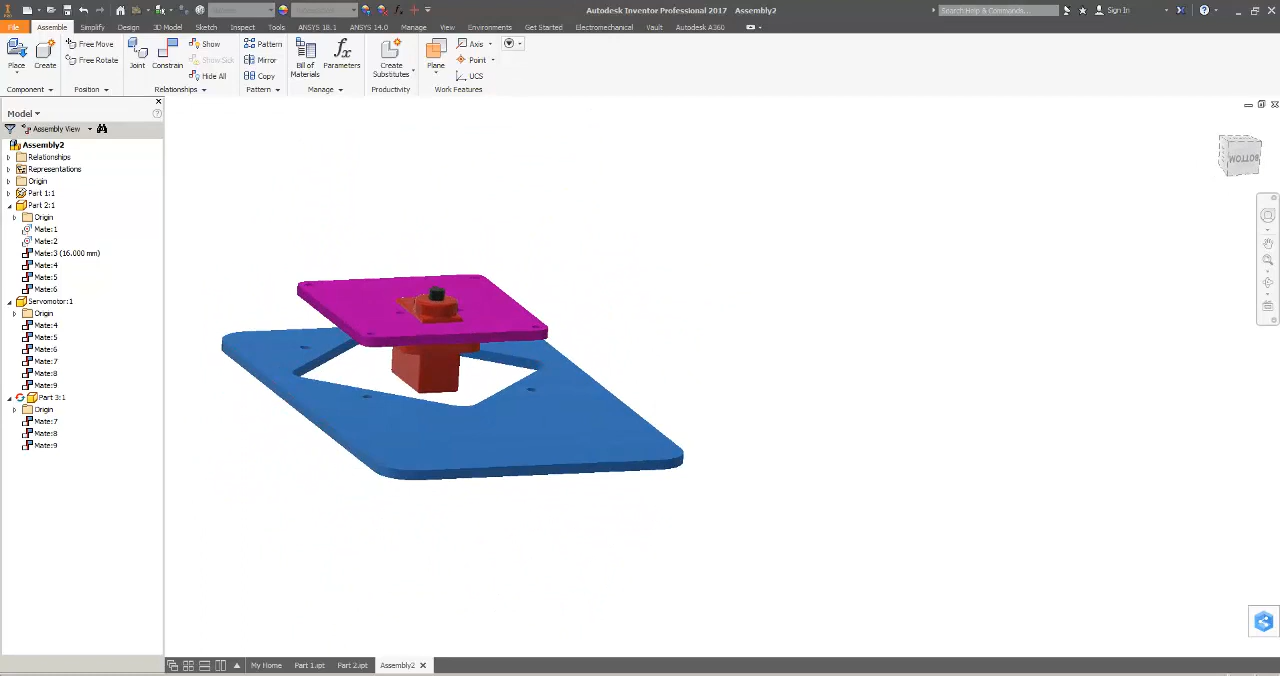 Autodesk Inventor Professional 2017 Assembly2
Search Help & Commands...
Sign In
File Assemble Simplify Design 3D Model Sketch Inspect Tools ANSYS 18.1 ANSYS 14.0 Manage View Environments Get Started Electromechanical Vault Autodesk A360
Place
Create
Free Move
Free Rotate
Joint
Constrain
Show
Show Sick
Hide All
Pattern
Mirror
Copy
Bill of Materials
Parameters
Create Substitutes
Plane
Axis
Point
UCS
Component Position Relationships Pattern Manage Productivity Work Features
Model
Assembly View
Assembly2
Relationships
Representations
Origin
Part 1:1
Part 2:1
Origin
Mate:1
Mate:2
Mate:3 (16.000 mm)
Mate:4
Mate:5
Mate:6
Servomotor:1
Origin
Mate:4
Mate:5
Mate:6
Mate:7
Mate:8
Mate:9
Part 3:1
Origin
Mate:7
Mate:8
Mate:9
BOTTOM
My Home Part 1.ipt Part 2.ipt Assembly2